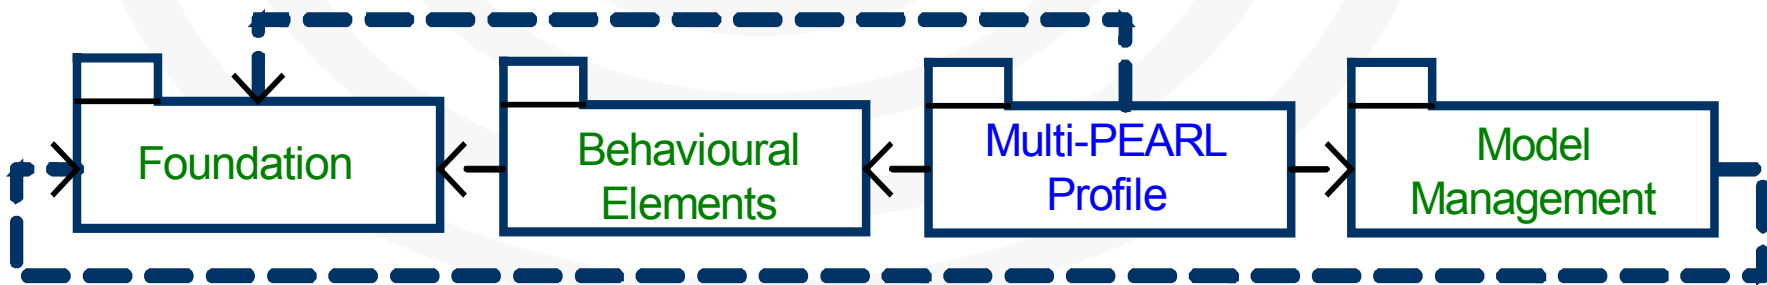 Foundation
Behavioural
Elements
Multi-PEARL
Profile
Model
Management